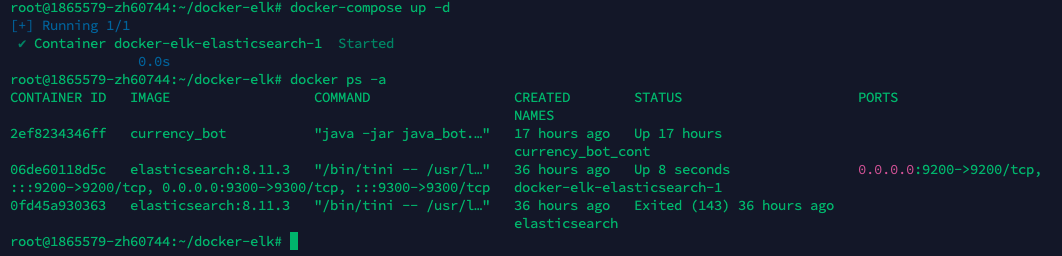 root@1865579-zh60744:~/docker-elk# docker-compose up -d
[+] Running 1/1
✔ Container docker-elk-elasticsearch-1  Started
0.0s
root@1865579-zh60744:~/docker-elk# docker ps -a
CONTAINER ID   IMAGE                  COMMAND                  CREATED        STATUS                      PORTS
NAMES
2ef8234346ff   currency_bot           "java -jar java_bot.…"   17 hours ago   Up 17 hours
currency_bot_cont
06de60118d5c   elasticsearch:8.11.3   "/bin/tini -- /usr/l…"   36 hours ago   Up 8 seconds                0.0.0.0:9200->9200/tcp,
:::9200->9200/tcp, 0.0.0.0:9300->9300/tcp, :::9300->9300/tcp   docker-elk-elasticsearch-1
0fd45a930363   elasticsearch:8.11.3   "/bin/tini -- /usr/l…"   36 hours ago   Exited (143) 36 hours ago
elasticsearch
root@1865579-zh60744:~/docker-elk#